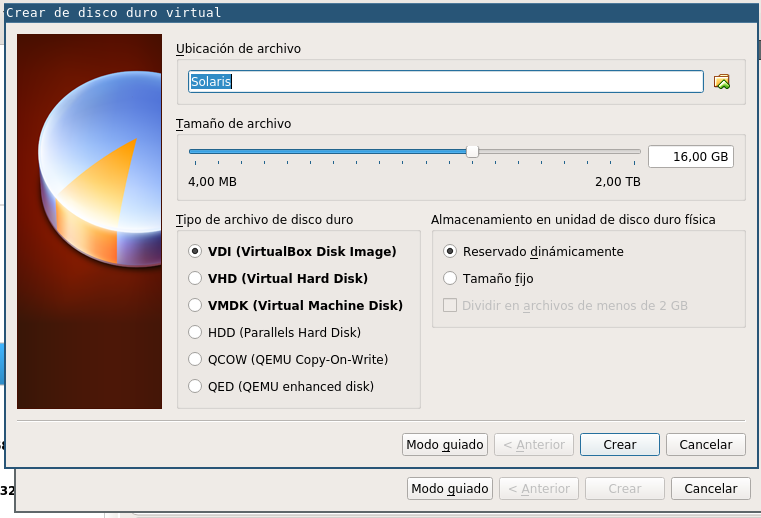 Crear de disco duro virtual
Ubicación de archivo
Solaris
Tamaño de archivo
16,00 GB
4,00 MB
2,00 TB
Tipo de archivo de disco duro
VDI (VirtualBox Disk Image)
VHD (Virtual Hard Disk)
VMDK (Virtual Machine Disk)
HDD (Parallels Hard Disk)
QCOW (QEMU Copy-On-Write)
QED (QEMU enhanced disk)
Almacenamiento en unidad de disco duro física
Reservado dinámicamente
Tamaño fijo
Dividir en archivos de menos de 2 GB
Modo guiado
< Anterior
Crear
Cancelar
32
Modo guiado
< Anterior
Crear
Cancelar